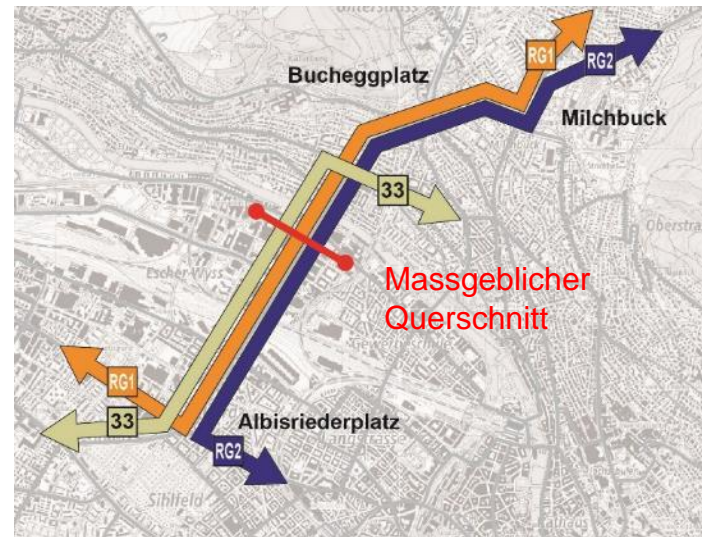 RG1
RG2
Bucheggplatz
Milchbuck
33
Escher-Wyss
Massgeblicher
Querschnitt
RG1
33
Albisriederplatz
RG2
Langstrasse
Sihlfeld